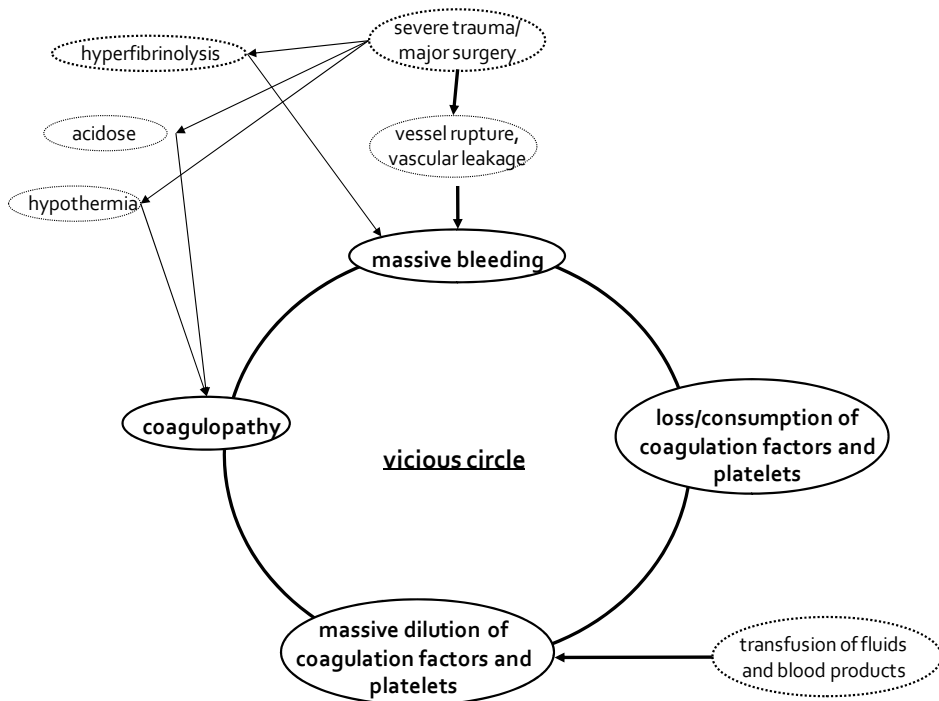 severe trauma/
major surgery
hyperfibrinolysis
acidose
vessel rupture,
vascular leakage
hypothermia
massive bleeding
coagulopathy
loss/consumption of
coagulation factors and
platelets
vicious circle
massive dilution of
coagulation factors and
platelets
transfusion of fluids
and blood products